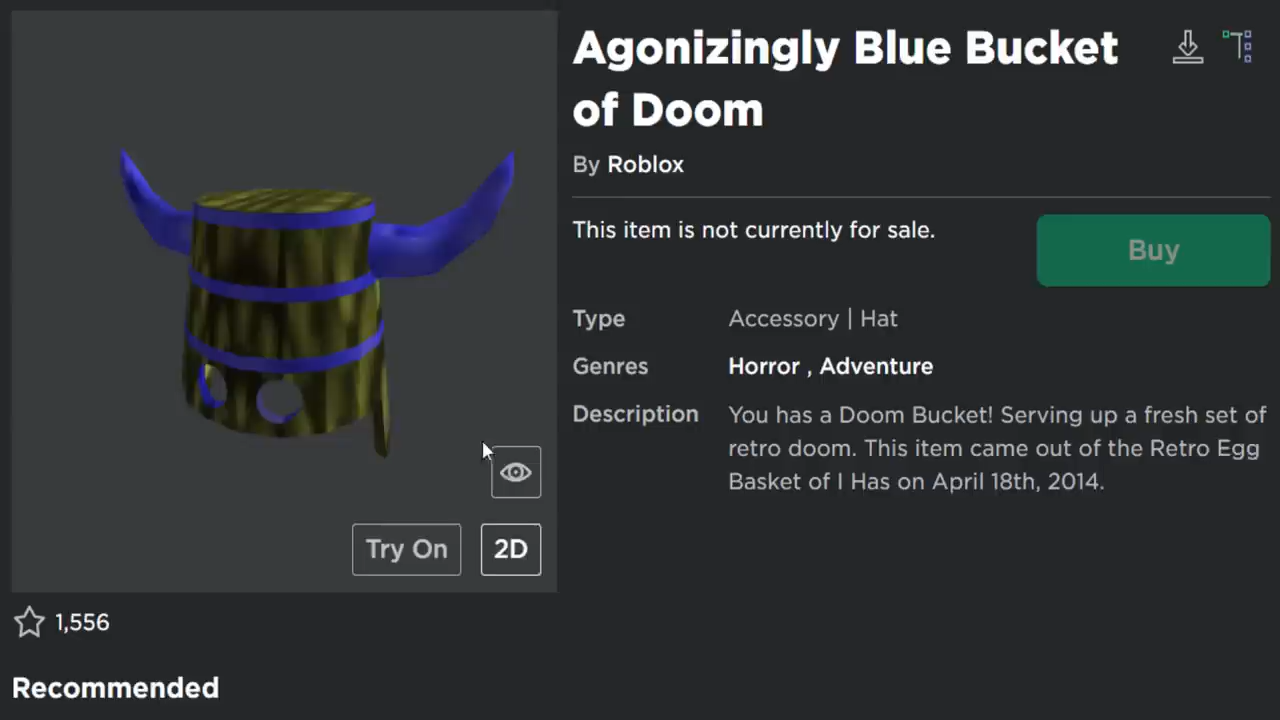 Agonizingly Blue Bucket
of Doom
By Roblox
This item is not currently for sale.
Buy
Type Accessory | Hat
Genres Horror , Adventure
Description You has a Doom Bucket! Serving up a fresh set of
retro doom. This item came out of the Retro Egg
Basket of I Has on April 18th, 2014.
Try On
2D
1,556
Recommended